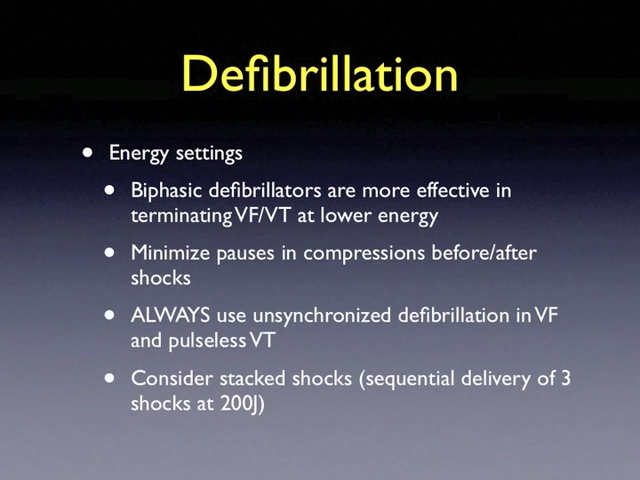 Defibrillation
• Energy settings
• Biphasic defibrillators are more effective in
terminating VF/VT at lower energy
• Minimize pauses in compressions before/after
shocks
• ALWAYS use unsynchronized defibrillation in VF
and pulseless VT
• Consider stacked shocks (sequential delivery of 3
shocks at 200J)